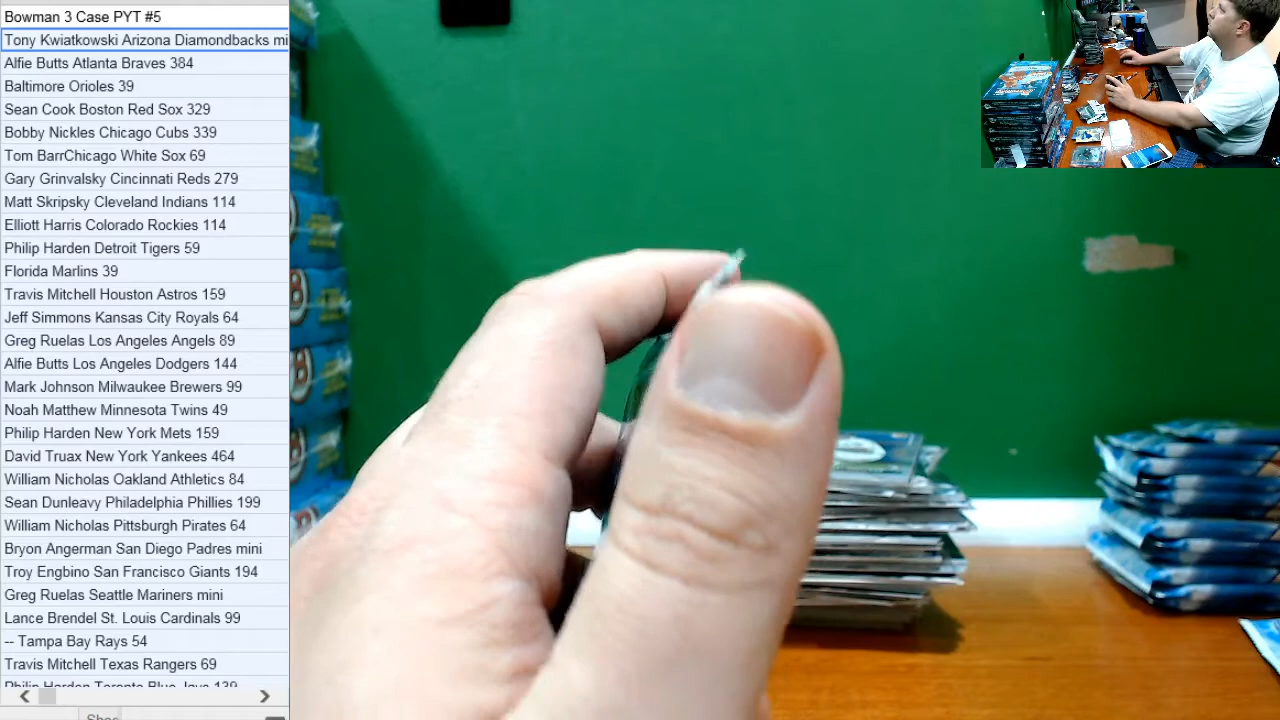 Bowman 3 Case PYT #5
Tony Kwiatkowski Arizona Diamondbacks mi
Alfie Butts Atlanta Braves 384
Baltimore Orioles 39
Sean Cook Boston Red Sox 329
Bobby Nickles Chicago Cubs 339
Tom BarrChicago White Sox 69
Gary Grinvalsky Cincinnati Reds 279
Matt Skripsky Cleveland Indians 114
Elliott Harris Colorado Rockies 114
Philip Harden Detroit Tigers 59
Florida Marlins 39
Travis Mitchell Houston Astros 159
Jeff Simmons Kansas City Royals 64
Greg Ruelas Los Angeles Angels 89
Alfie Butts Los Angeles Dodgers 144
Mark Johnson Milwaukee Brewers 99
Noah Matthew Minnesota Twins 49
Philip Harden New York Mets 159
David Truax New York Yankees 464
William Nicholas Oakland Athletics 84
Sean Dunleavy Philadelphia Phillies 199
William Nicholas Pittsburgh Pirates 64
Bryon Angerman San Diego Padres mini
Troy Engbino San Francisco Giants 194
Greg Ruelas Seattle Mariners mini
Lance Brendel St. Louis Cardinals 99
-- Tampa Bay Rays 54
Travis Mitchell Texas Rangers 69
Philip Harden Toronto Blue Jays 139